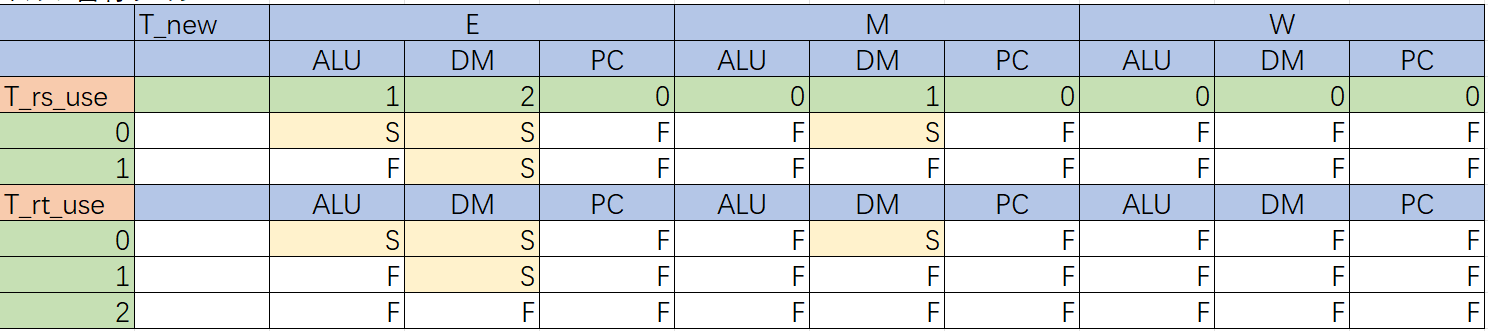 T_new E M W
ALU DM PC ALU DM PC ALU DM PC
T_rs_use 1 2 0 0 1 0 0 0 0
0 S S F F S F F F F
1 F S F F F F F F F
T_rt_use ALU DM PC ALU DM PC ALU DM PC
0 S S F F S F F F F
1 F S F F F F F F F
2 F F F F F F F F F